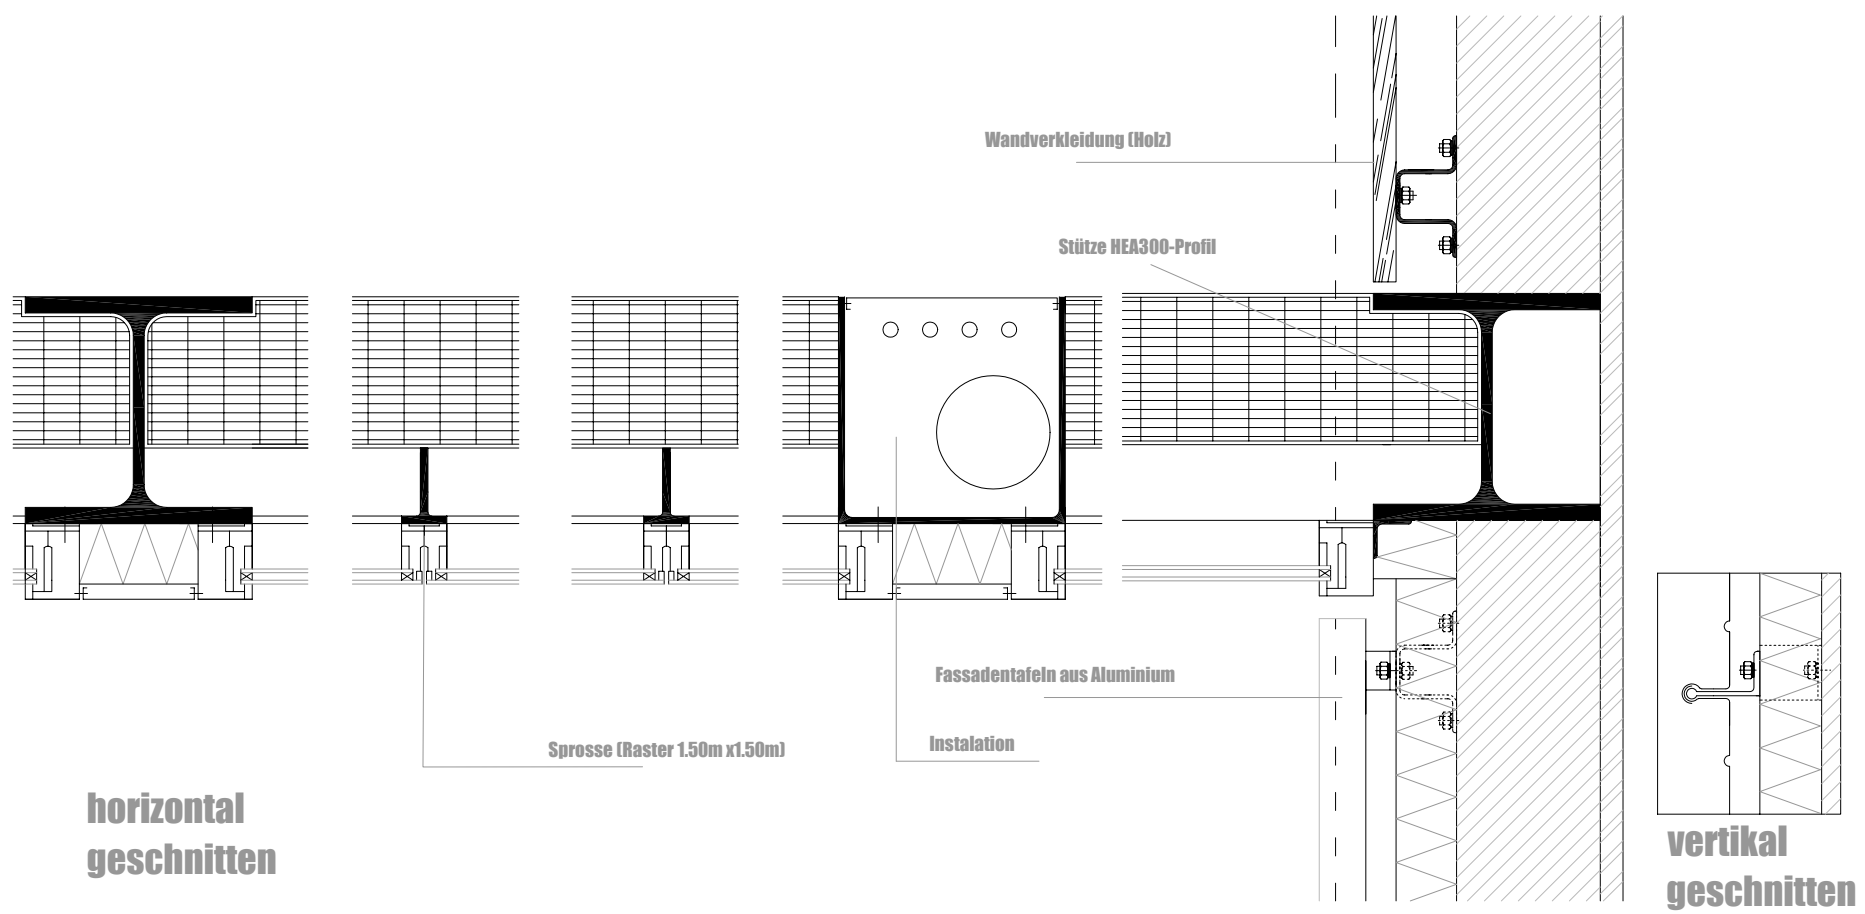 Wandverkleidung (Holz)
Stütze HEA300-Profil
Fassadentafeln aus Aluminium
Instalation
Sprosse (Raster 1.50m x1.50m)
horizontal
geschnitten
vertikal
geschnitten